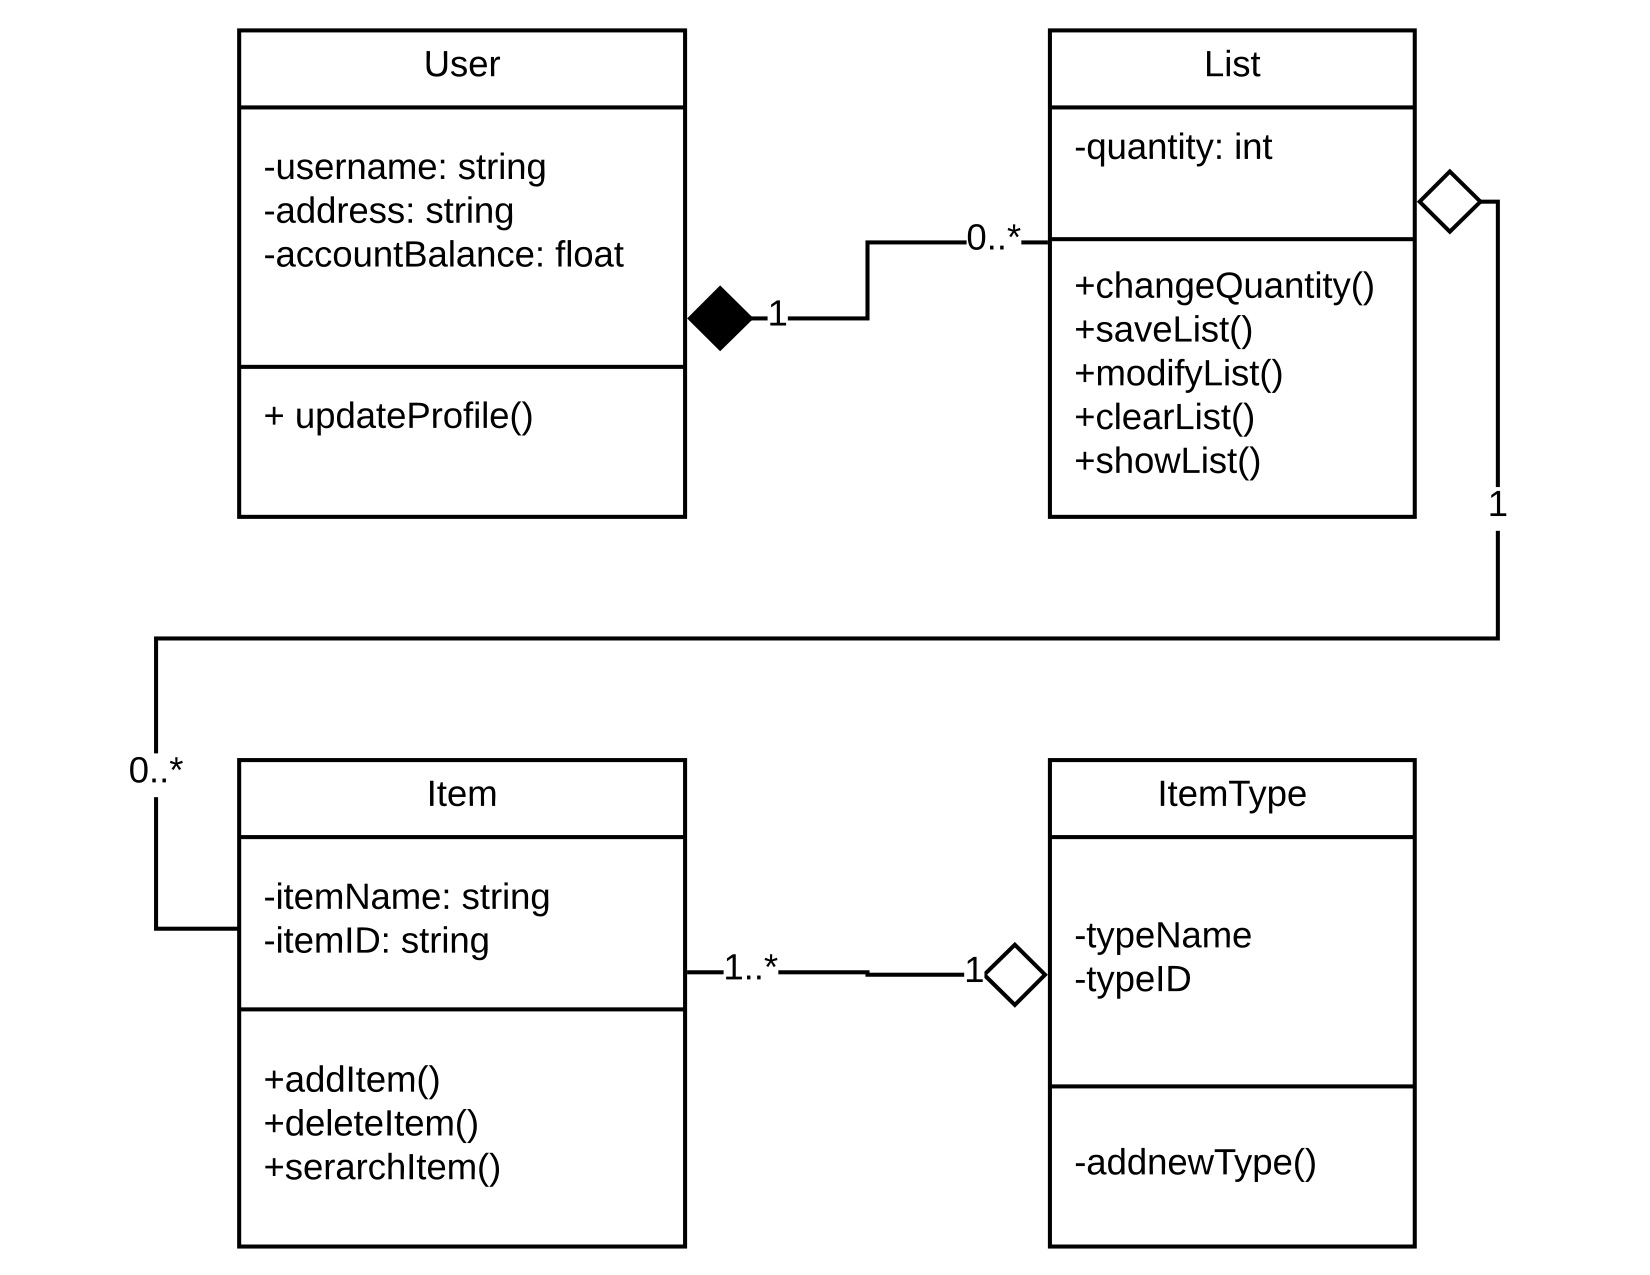 User
-username: string
-address: string
-accountBalance: float
+ updateProfile()
1
0..*
List
-quantity: int
+changeQuantity()
+saveList()
+modifyList()
+clearList()
+showList()
1
0..*
Item
-itemName: string
-itemID: string
+addItem()
+deleteItem()
+serarchItem()
1..*
1
ItemType
-typeName
-typeID
-addnewType()